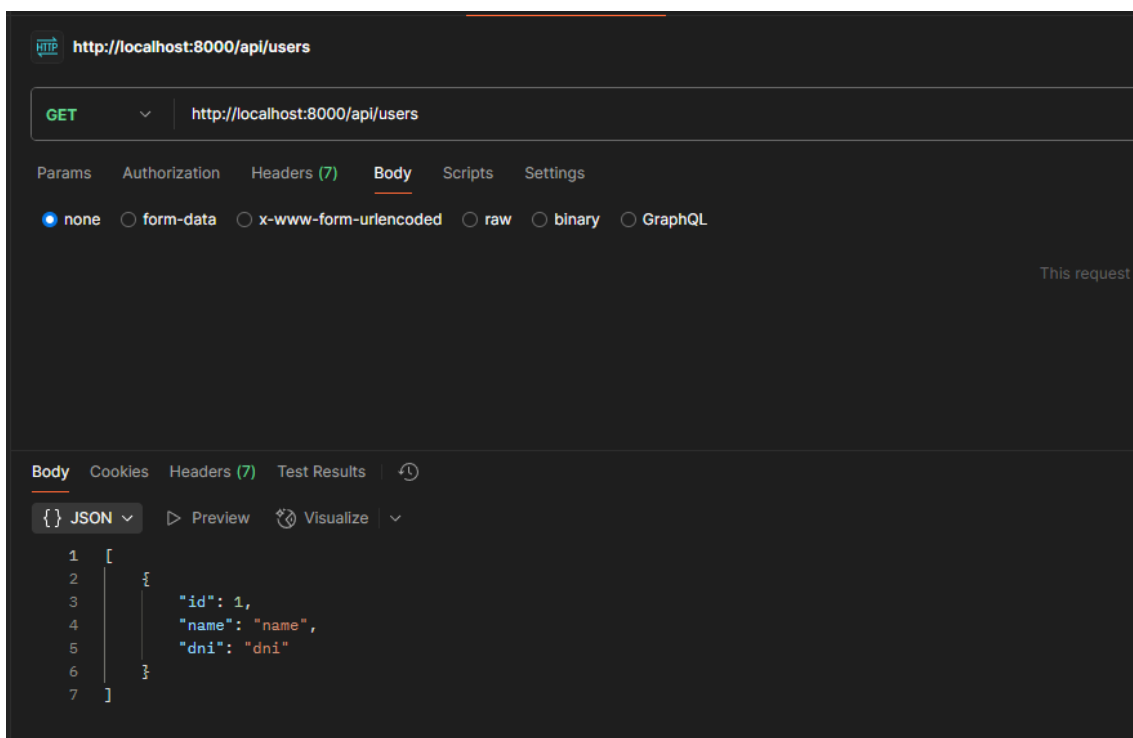 HTTP http://localhost:8000/api/users
GET http://localhost:8000/api/users
Params Authorization Headers (7) Body Scripts Settings
none form-data x-www-form-urlencoded raw binary GraphQL
This request
Body Cookies Headers (7) Test Results
{} JSON Preview Visualize
1 [
2 {
3 "id": 1,
4 "name": "name",
5 "dni": "dni"
6 }
7 ]